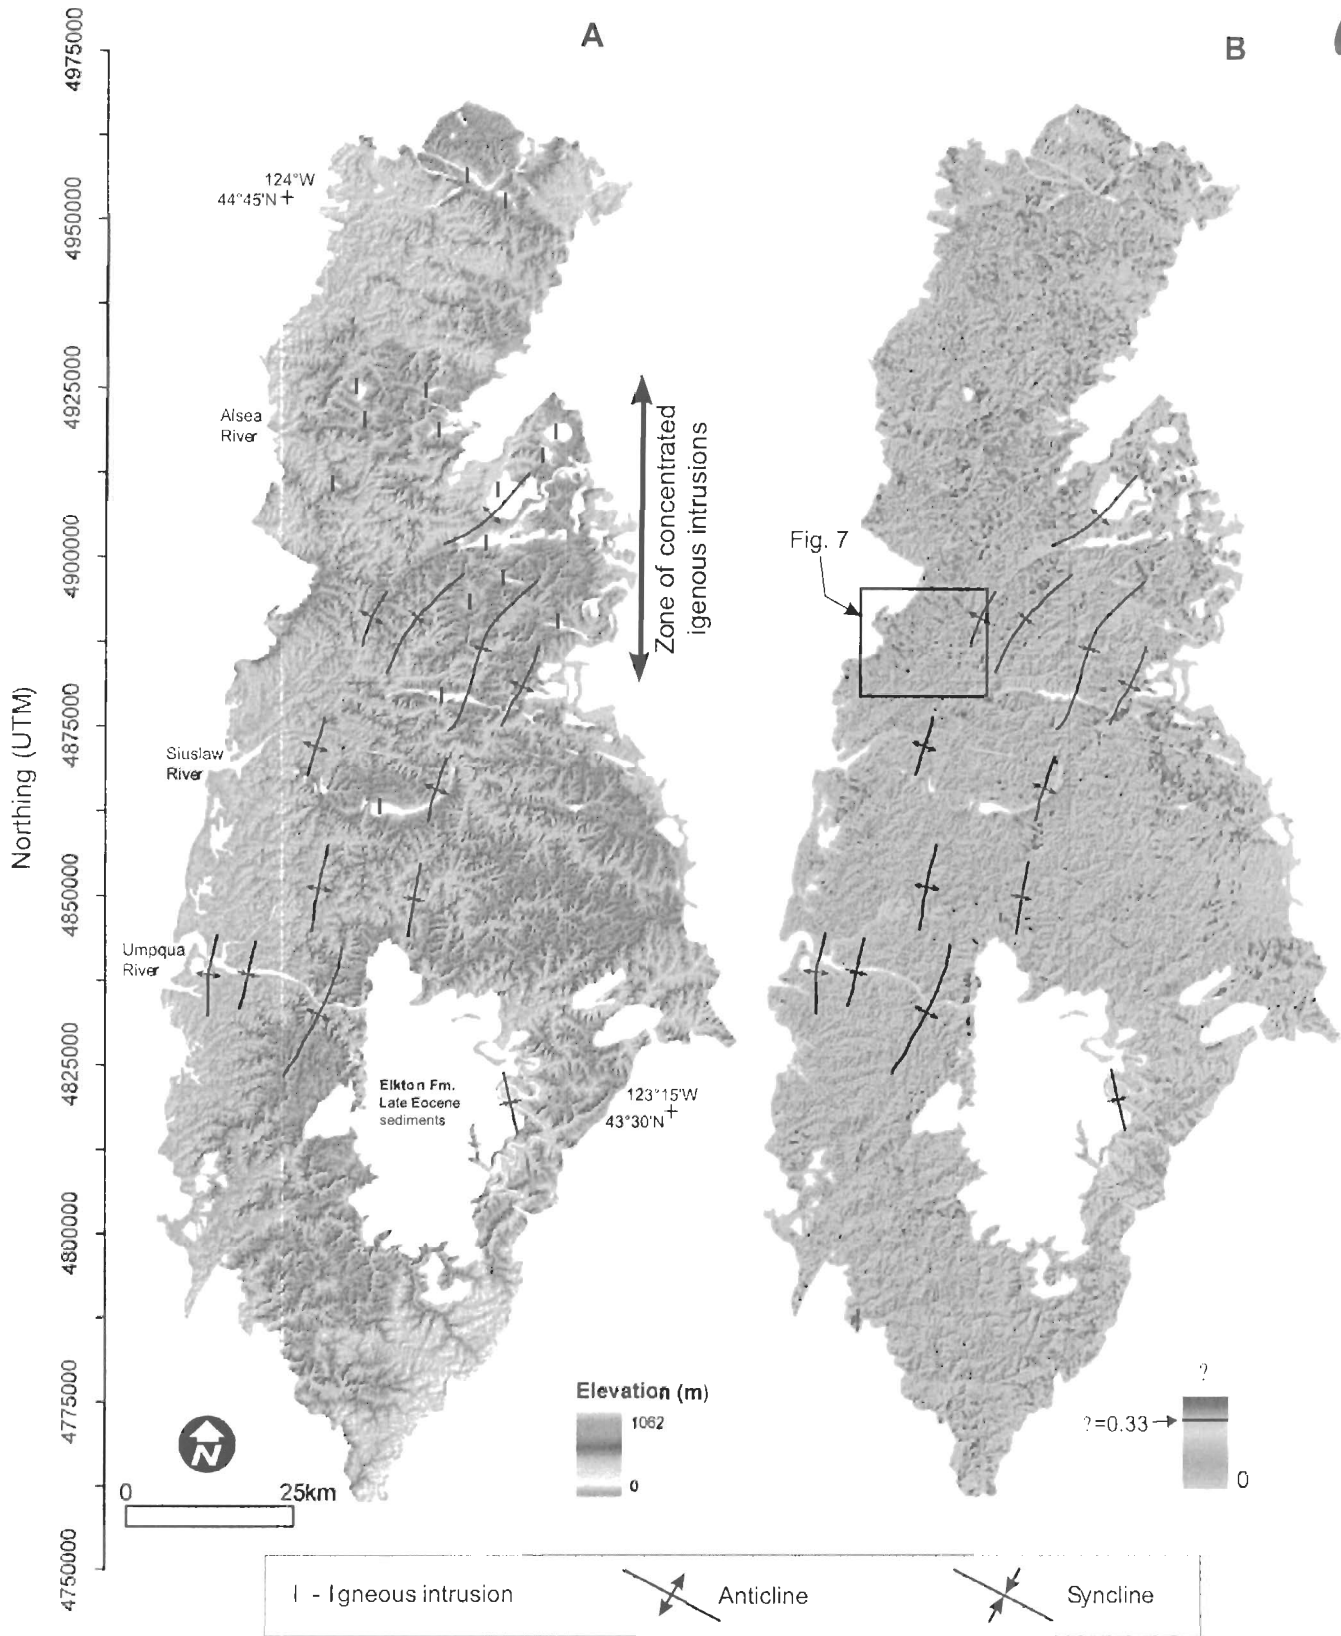 A
B
4975000
4950000
4925000
4900000
4875000
4850000
4825000
4800000
4775000
4750000
Northing (UTM)
124°W
44°45'N +
Alsea
River
Siuslaw
River
Umpqua
River
Zone of concentrated
igenous intrusions
Fig. 7
Elkton Fm.
Late Eocene
sediments
123°15'W
43°30'N +
Elevation (m)
1062
0
?
?=0.33
0
N
0 25km
I - Igneous intrusion
Anticline
Syncline